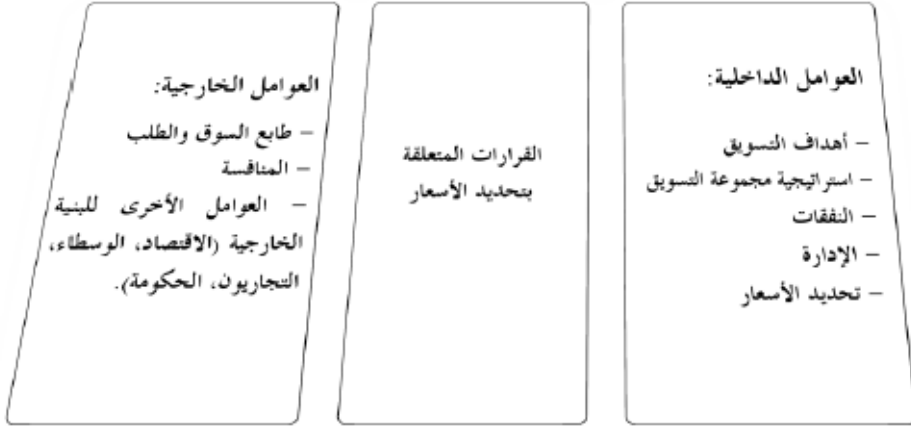 العوامل الداخلية:
– أهداف التسويق
– استراتيجية مجموعة التسويق
– النفقات
– الإدارة
– تحديد الأسعار
القرارات المتعلقة
بتحديد الأسعار
العوامل الخارجية:
– طابع السوق والطلب
– المنافسة
– العوامل الأخرى للبنية
الخارجية (الاقتصاد، الوسطاء،
التجاريون، الحكومة).